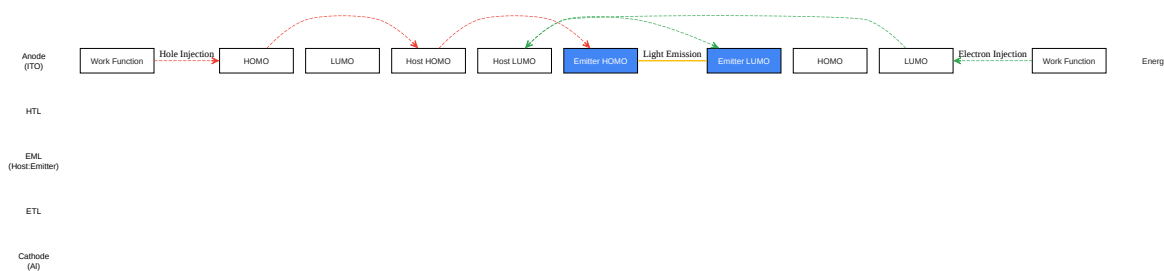 Anode
(ITO)
Work Function
Hole Injection
HOMO
LUMO
Host HOMO
Host LUMO
Emitter HOMO
Light Emission
Emitter LUMO
HOMO
LUMO
Electron Injection
Work Function
Energ
HTL
EML
(Host:Emitter)
ETL
Cathode
(Al)